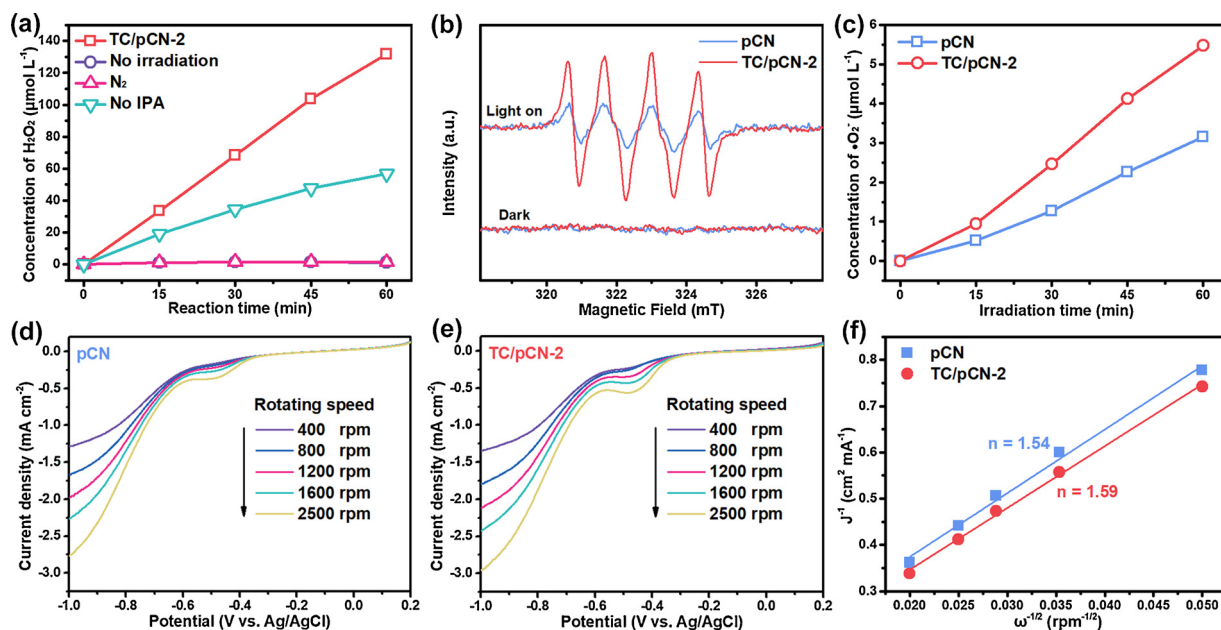 (a)
TC/pCN-2
No irradiation
N₂
No IPA
Concentration of H₂O₂ (μmol L⁻¹)
140
120
100
80
60
40
20
0
0 15 30 45 60
Reaction time (min)
(b)
pCN
TC/pCN-2
Light on
Dark
Intensity (a.u.)
320 322 324 326
Magnetic Field (mT)
(c)
pCN
TC/pCN-2
Concentration of •O₂⁻ (μmol L⁻¹)
6
5
4
3
2
1
0
0 15 30 45 60
Irradiation time (min)
(d)
pCN
Rotating speed
400 rpm
800 rpm
1200 rpm
1600 rpm
2500 rpm
Current density (mA cm⁻²)
0.0
-0.5
-1.0
-1.5
-2.0
-2.5
-3.0
-1.0 -0.8 -0.6 -0.4 -0.2 0.0 0.2
Potential (V vs. Ag/AgCl)
(e)
TC/pCN-2
Rotating speed
400 rpm
800 rpm
1200 rpm
1600 rpm
2500 rpm
Current density (mA cm⁻²)
0.0
-0.5
-1.0
-1.5
-2.0
-2.5
-3.0
-1.0 -0.8 -0.6 -0.4 -0.2 0.0 0.2
Potential (V vs. Ag/AgCl)
(f)
pCN
TC/pCN-2
n = 1.54
n = 1.59
J⁻¹ (cm² mA⁻¹)
0.8
0.7
0.6
0.5
0.4
0.3
0.020 0.025 0.030 0.035 0.040 0.045 0.050
ω⁻¹/² (rpm⁻¹/²)